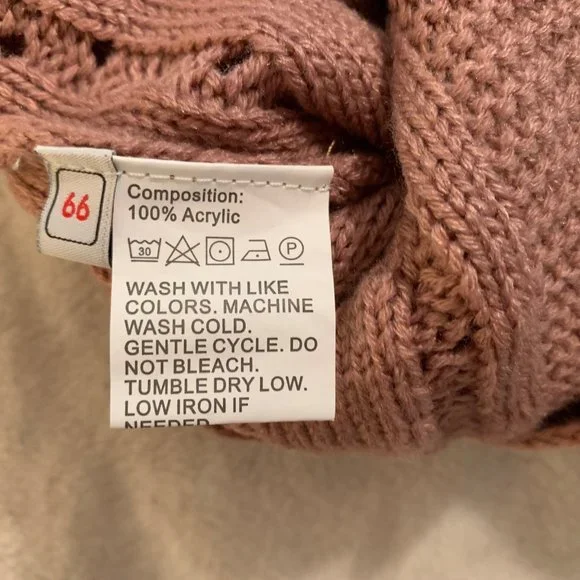 66
Composition:
100% Acrylic
30 P
WASH WITH LIKE
COLORS. MACHINE
WASH COLD.
GENTLE CYCLE. DO
NOT BLEACH.
TUMBLE DRY LOW.
LOW IRON IF
NEEDED.